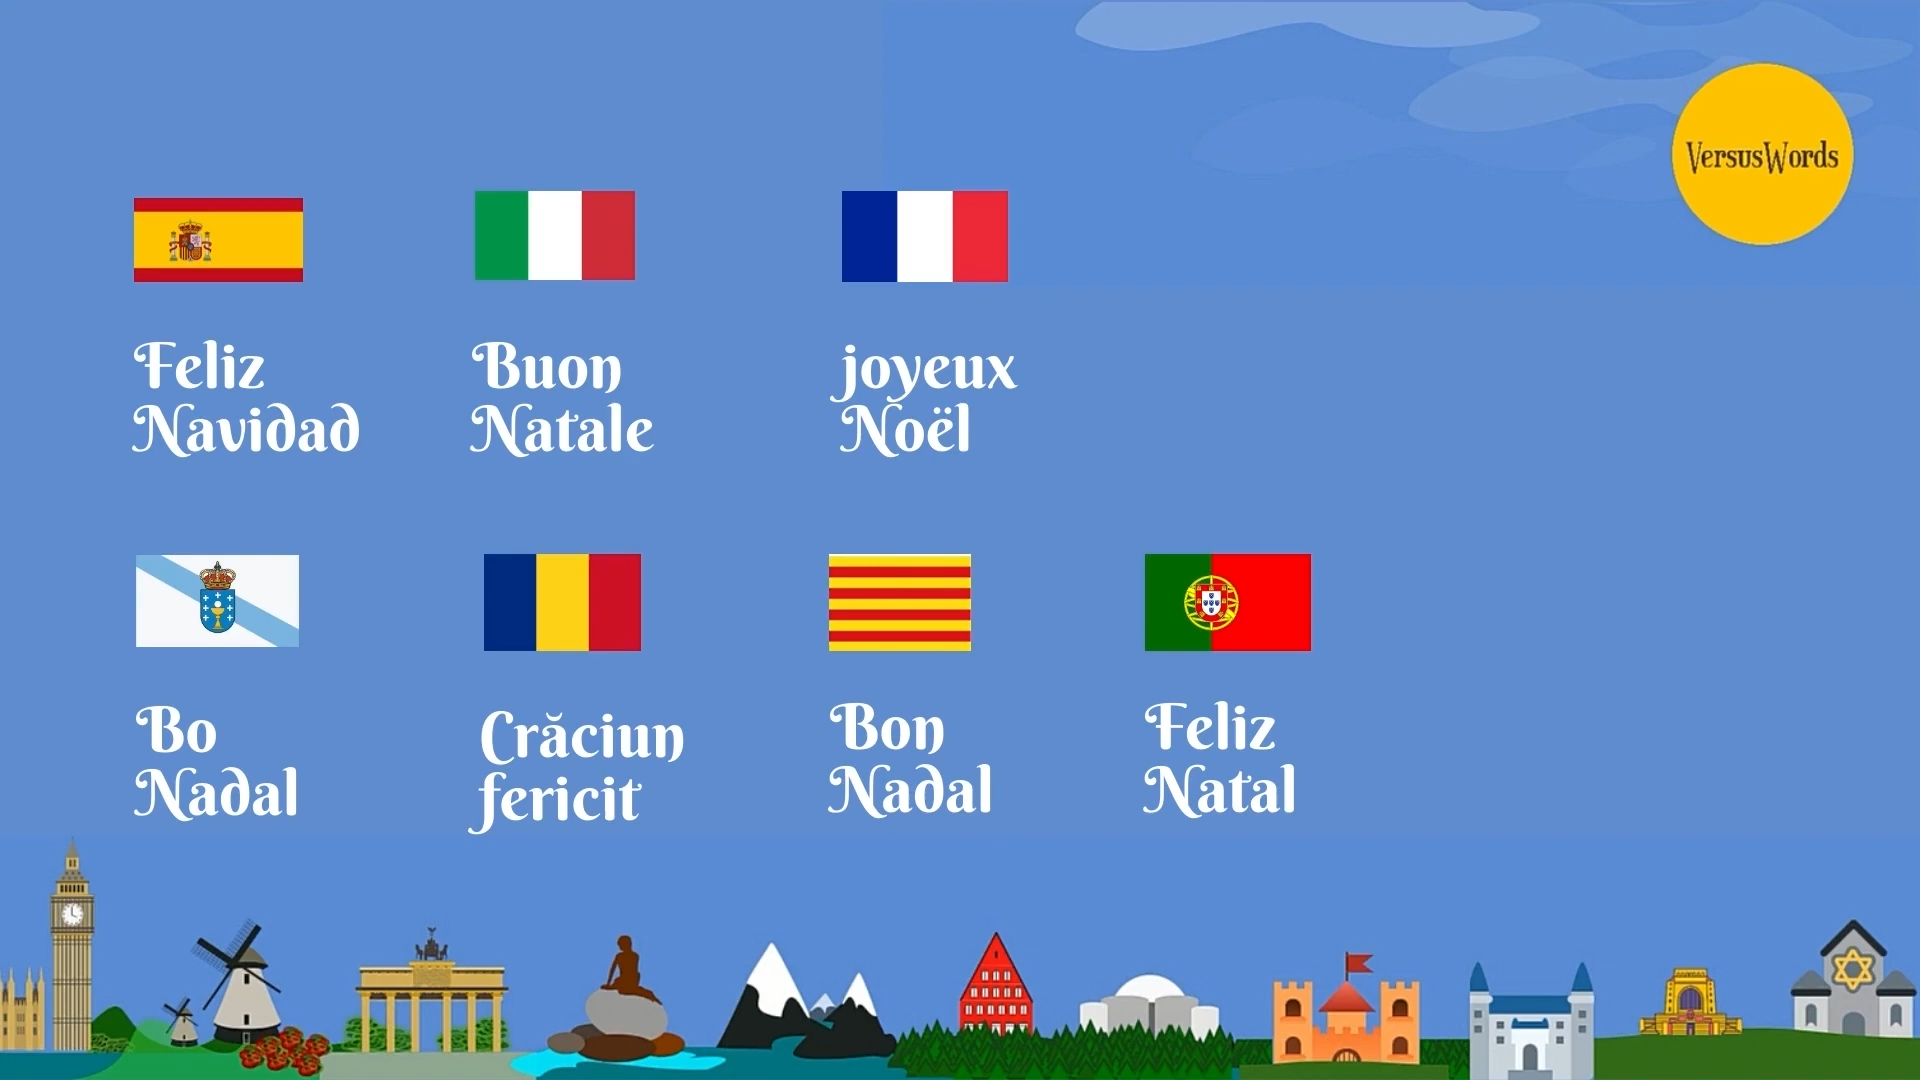 VersusWords
Feliz
Navidad
Buon
Natale
joyeux
Noël
Bo
Nadal
Crăciun
fericit
Bon
Nadal
Feliz
Natal